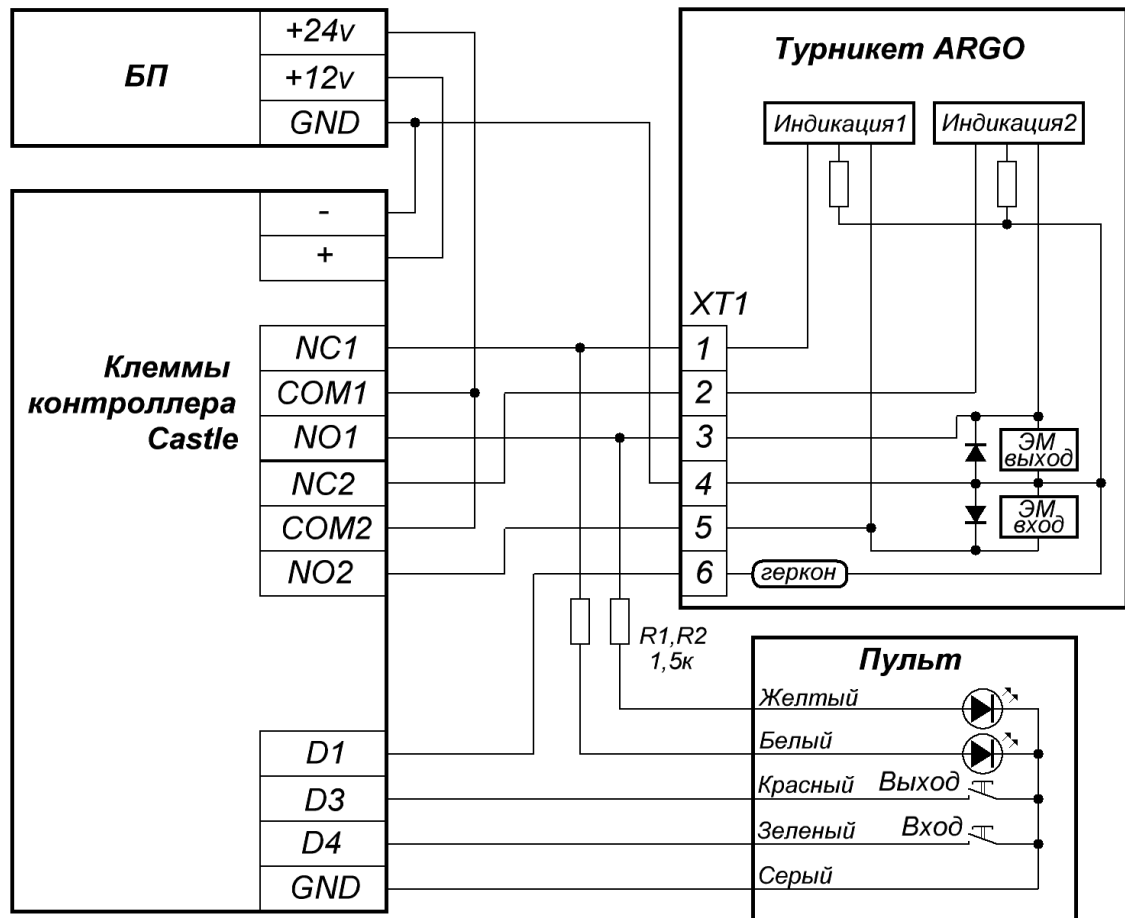 БП
+24v
+12v
GND
Турникет ARGO
Индикация1
Индикация2
-
+
Клеммы
контроллера
Castle
NC1
COM1
NO1
NC2
COM2
NO2
D1
D3
D4
GND
XT1
1
2
3
4
5
6
ЭМ
выход
ЭМ
вход
геркон
R1,R2
1,5к
Пульт
Желтый
Белый
Красный
Выход
Зеленый
Вход
Серый